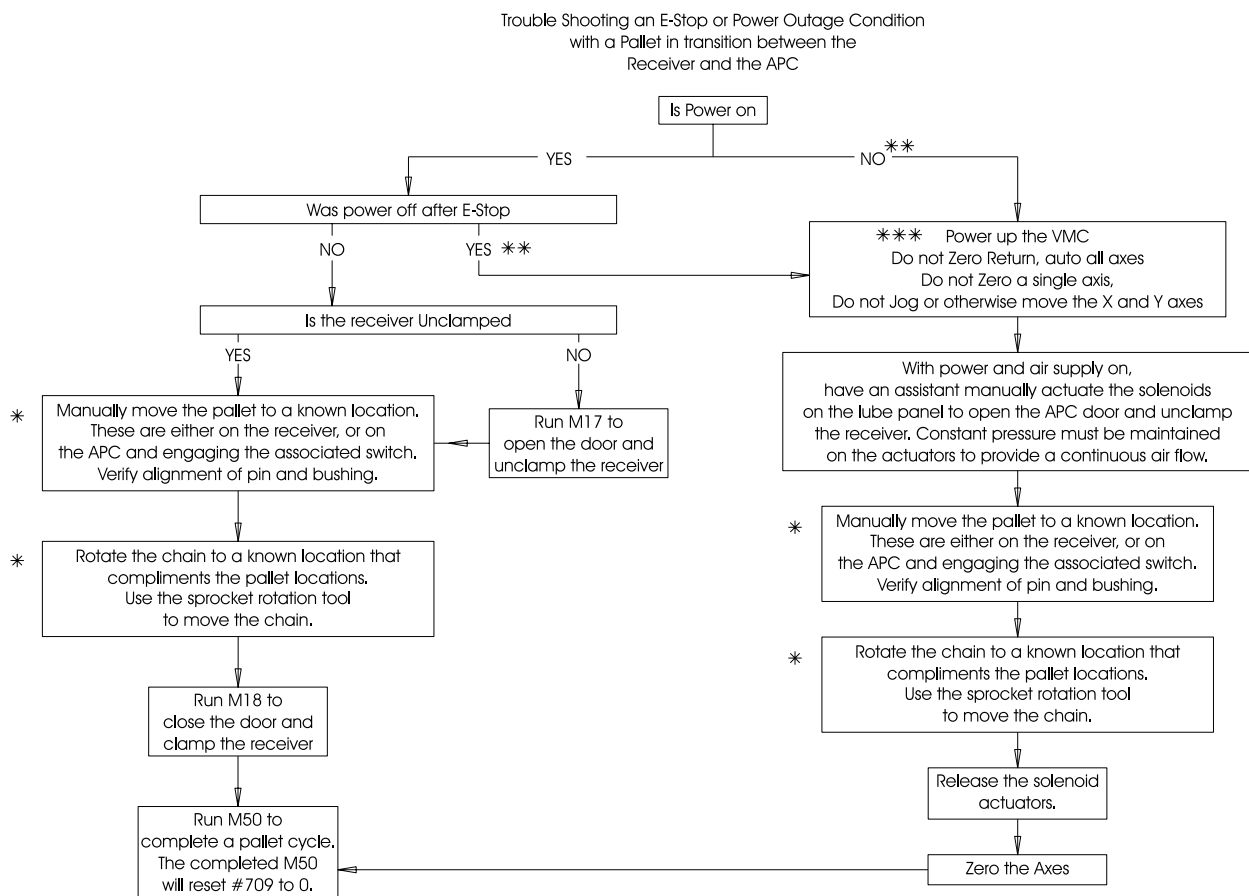 Trouble Shooting an E-Stop or Power Outage Condition
with a Pallet in transition between the
Receiver and the APC
Is Power on
YES
NO **
Was power off after E-Stop
NO
YES **
*** Power up the VMC
Do not Zero Return, auto all axes
Do not Zero a single axis,
Do not Jog or otherwise move the X and Y axes
Is the receiver Unclamped
YES
NO
With power and air supply on,
have an assistant manually actuate the solenoids
on the lube panel to open the APC door and unclamp
the receiver. Constant pressure must be maintained
on the actuators to provide a continuous air flow.
* Manually move the pallet to a known location.
These are either on the receiver, or on
the APC and engaging the associated switch.
Verify alignment of pin and bushing.
Run M17 to
open the door and
unclamp the receiver
* Manually move the pallet to a known location.
These are either on the receiver, or on
the APC and engaging the associated switch.
Verify alignment of pin and bushing.
* Rotate the chain to a known location that
compliments the pallet locations.
Use the sprocket rotation tool
to move the chain.
* Rotate the chain to a known location that
compliments the pallet locations.
Use the sprocket rotation tool
to move the chain.
Run M18 to
close the door and
clamp the receiver
Release the solenoid
actuators.
Run M50 to
complete a pallet cycle.
The completed M50
will reset #709 to 0.
Zero the Axes